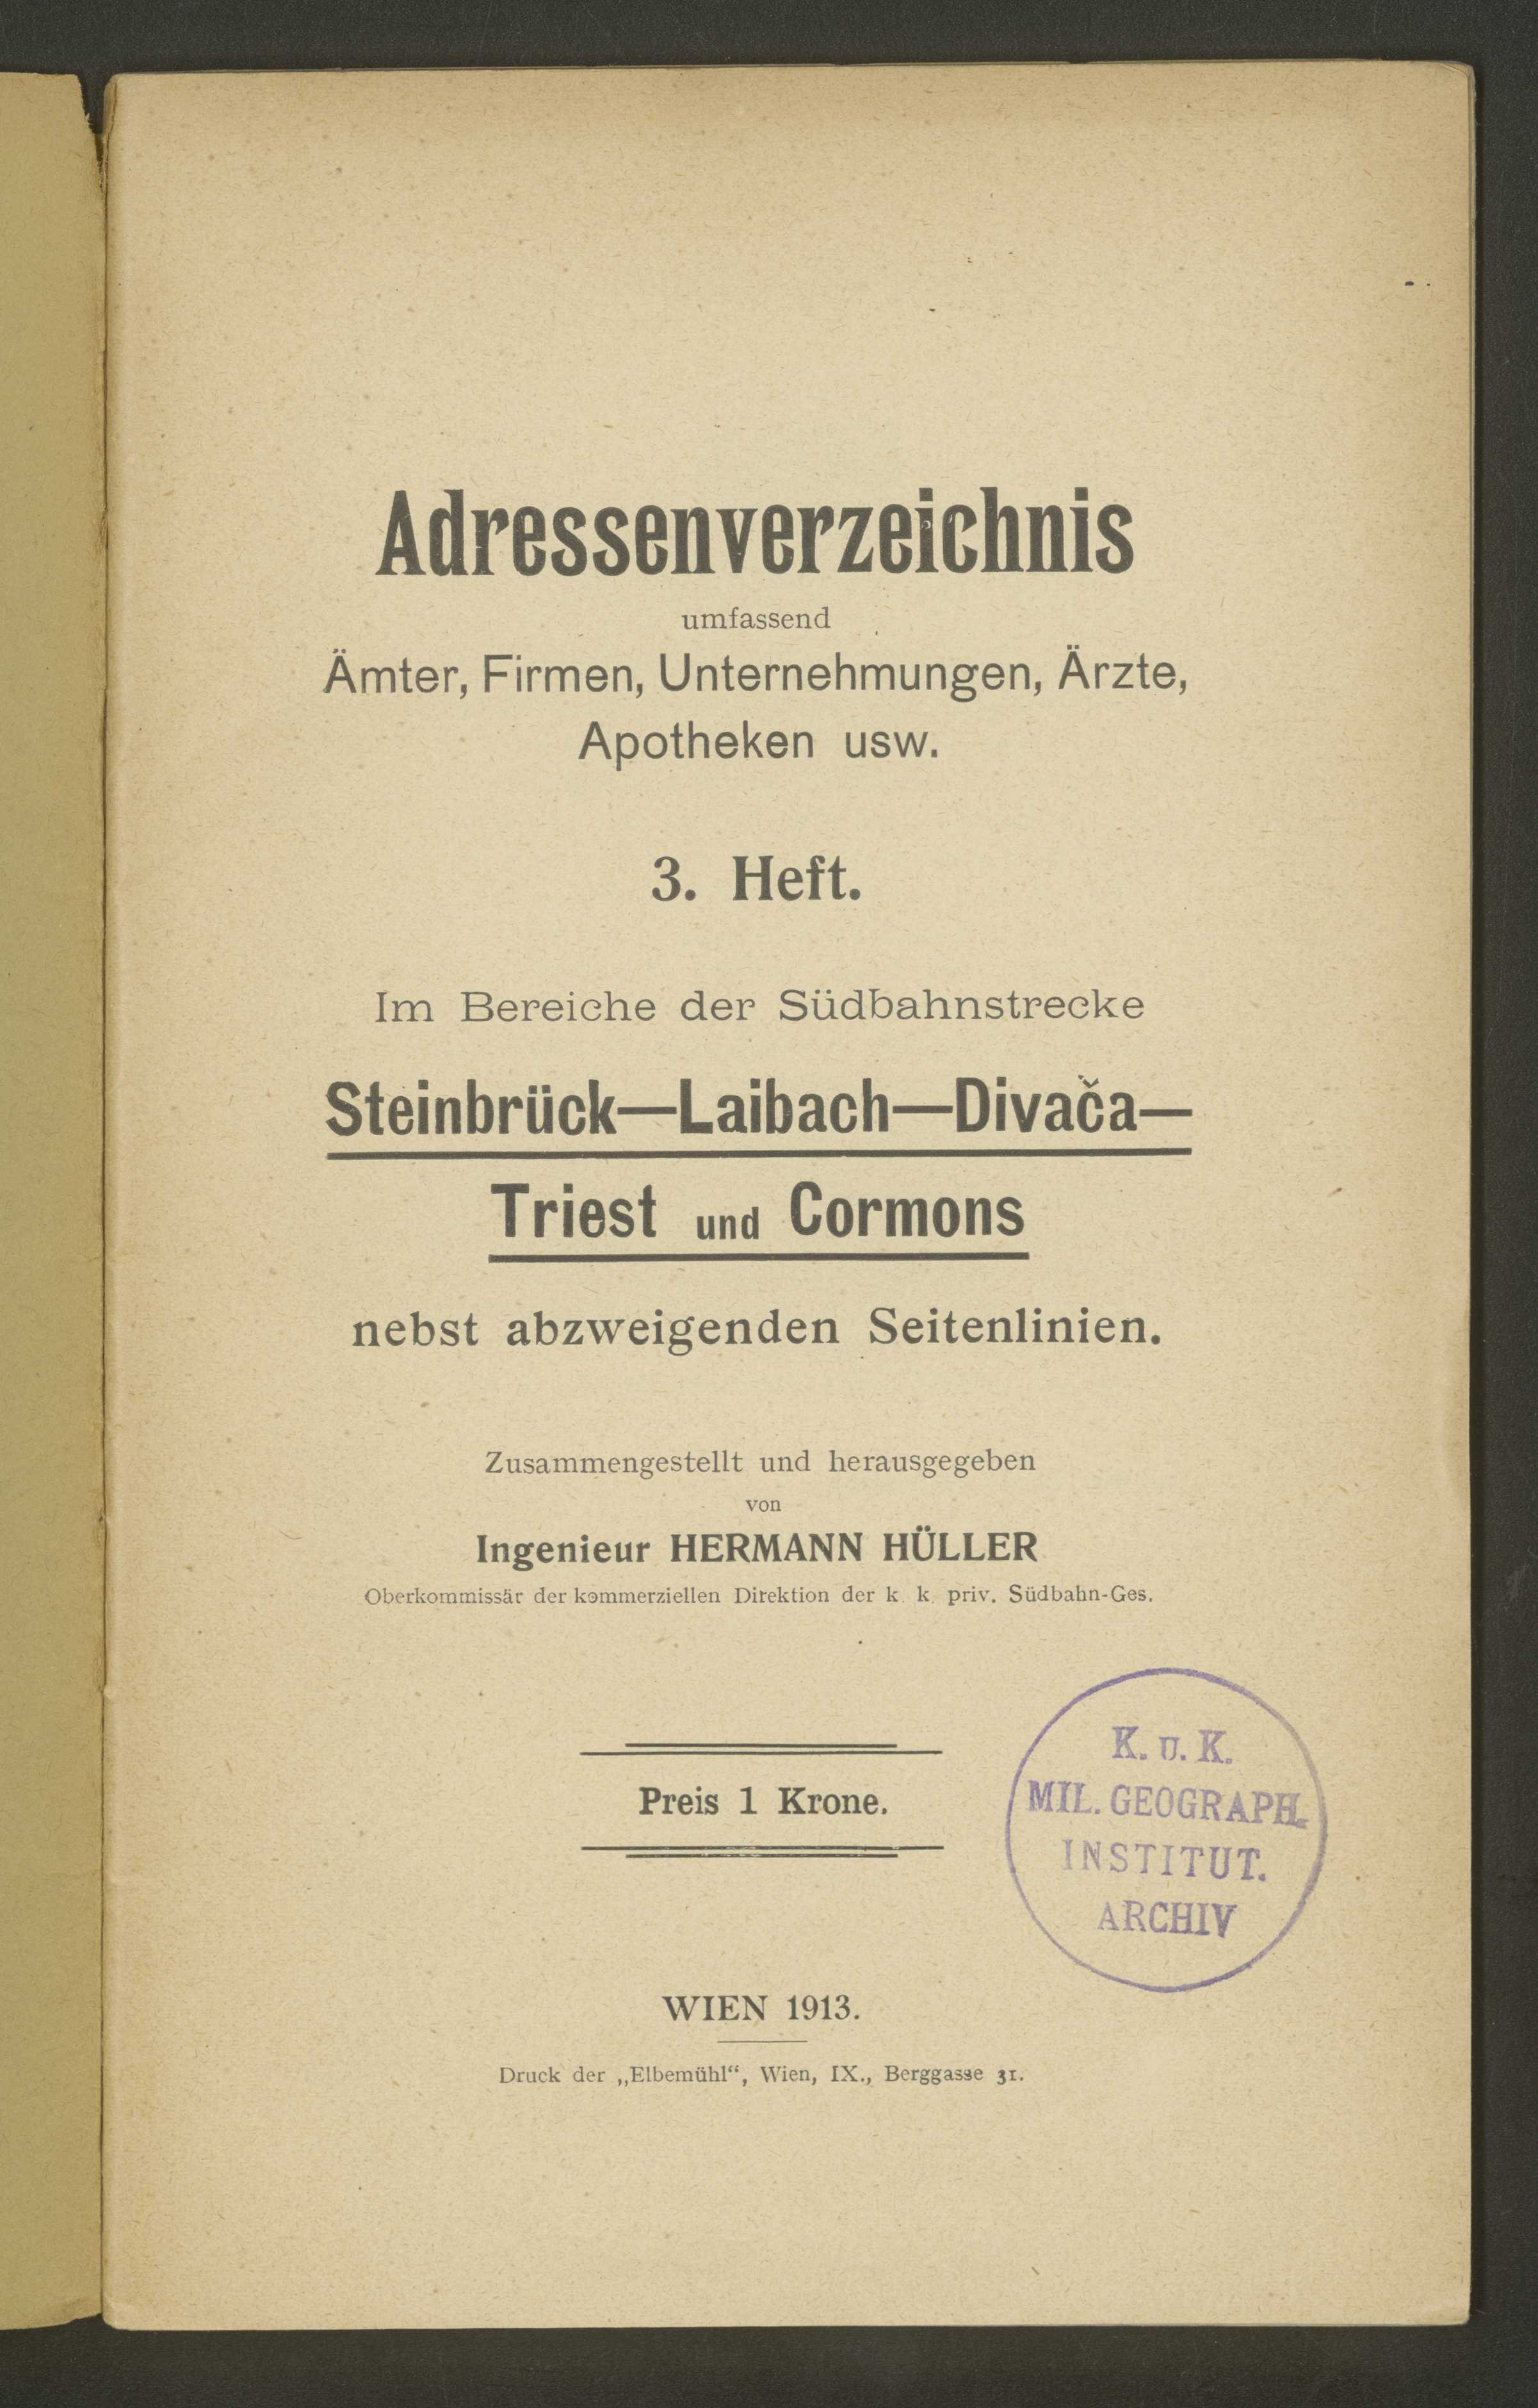 Adressenverzeichnis
umfassend
Ämter, Firmen, Unternehmungen, Ärzte,
Apotheken usw.
3. Heft.
Im Bereiche der Südbahnstrecke
Steinbrück—Laibach—Divača—
Triest und Cormons
nebst abzweigenden Seitenlinien.
Zusammengestellt und herausgegeben
von
Ingenieur HERMANN HÜLLER
Oberkommissär der kommerziellen Direktion der k. k. priv. Südbahn-Ges.
Preis 1 Krone.
K. U. K.
MIL. GEOGRAPH.
INSTITUT.
ARCHIV
WIEN 1913.
Druck der „Elbemühl“, Wien, IX., Berggasse 31.